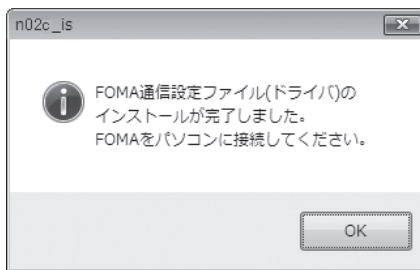 n02c_is
FOMA通信設定ファイル(ドライバ)の
インストールが完了しました。
FOMAをパソコンに接続してください。
OK